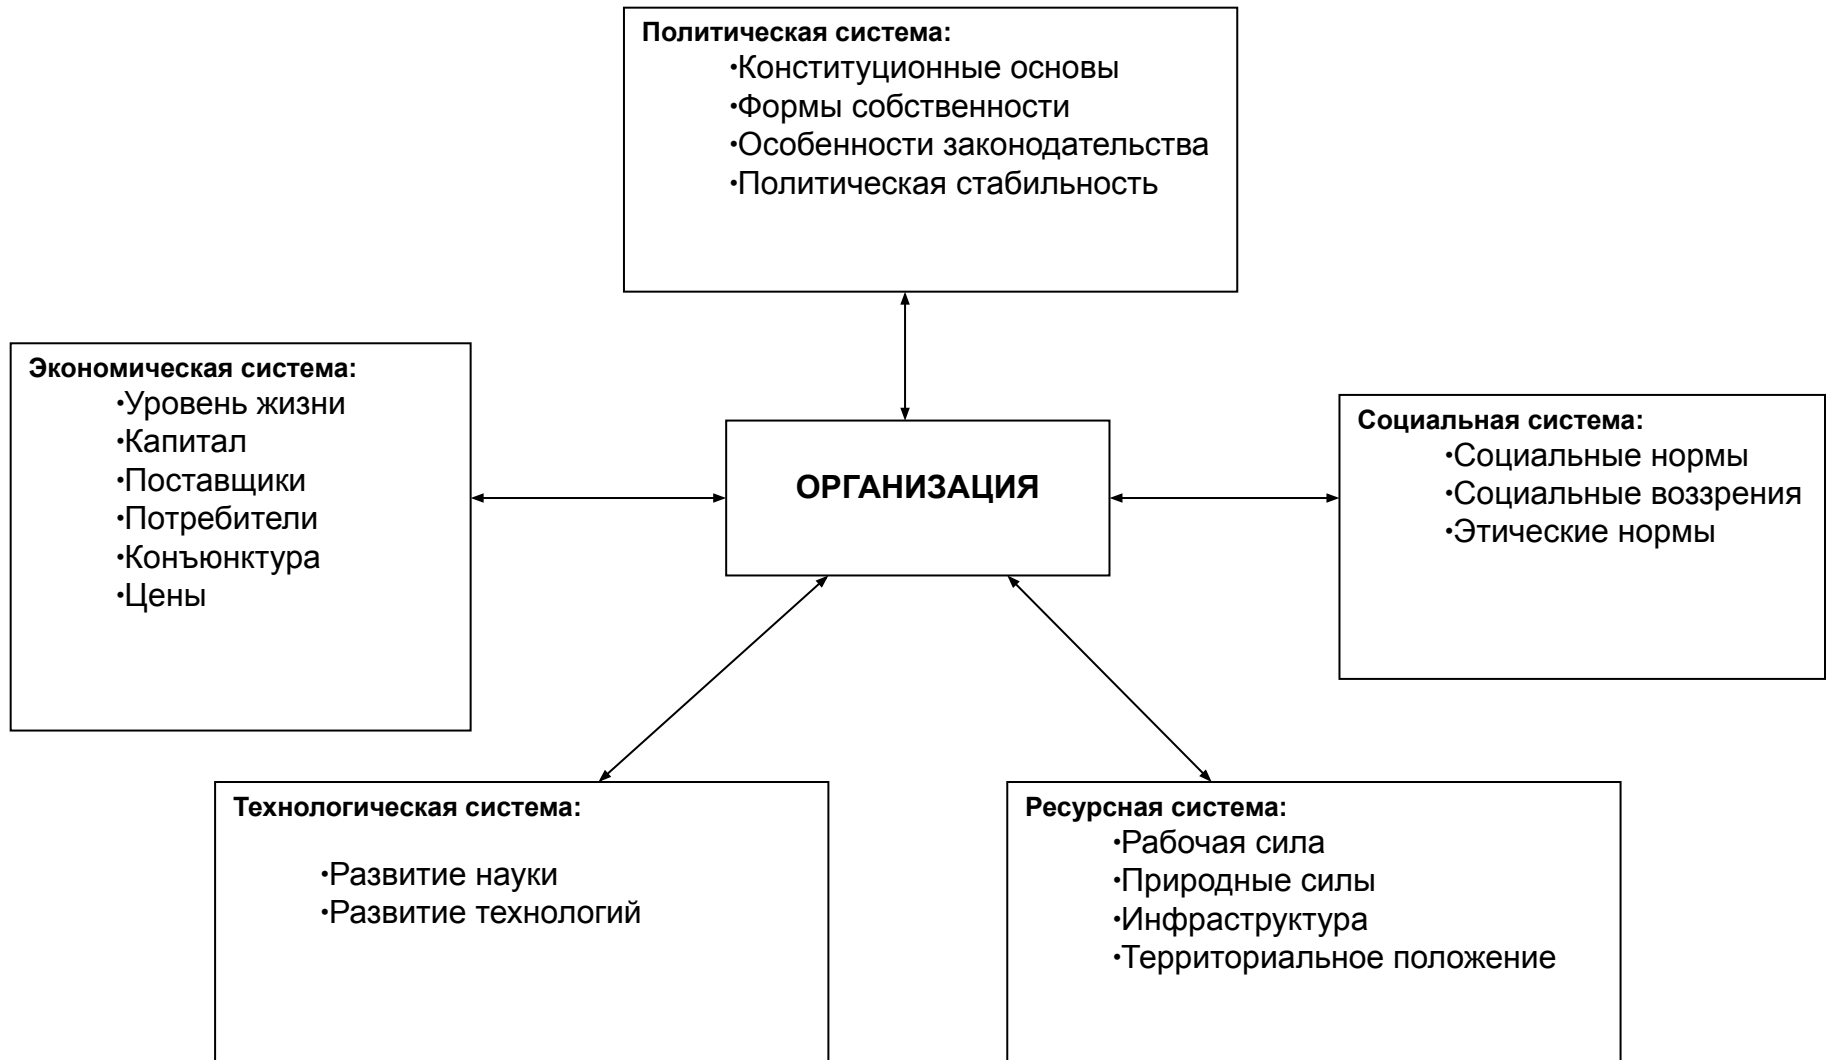 Политическая система:
·Конституционные основы
·Формы собственности
·Особенности законодательства
·Политическая стабильность
Экономическая система:
·Уровень жизни
·Капитал
·Поставщики
·Потребители
·Конъюнктура
·Цены
ОРГАНИЗАЦИЯ
Социальная система:
·Социальные нормы
·Социальные воззрения
·Этические нормы
Технологическая система:
·Развитие науки
·Развитие технологий
Ресурсная система:
·Рабочая сила
·Природные силы
·Инфраструктура
·Территориальное положение